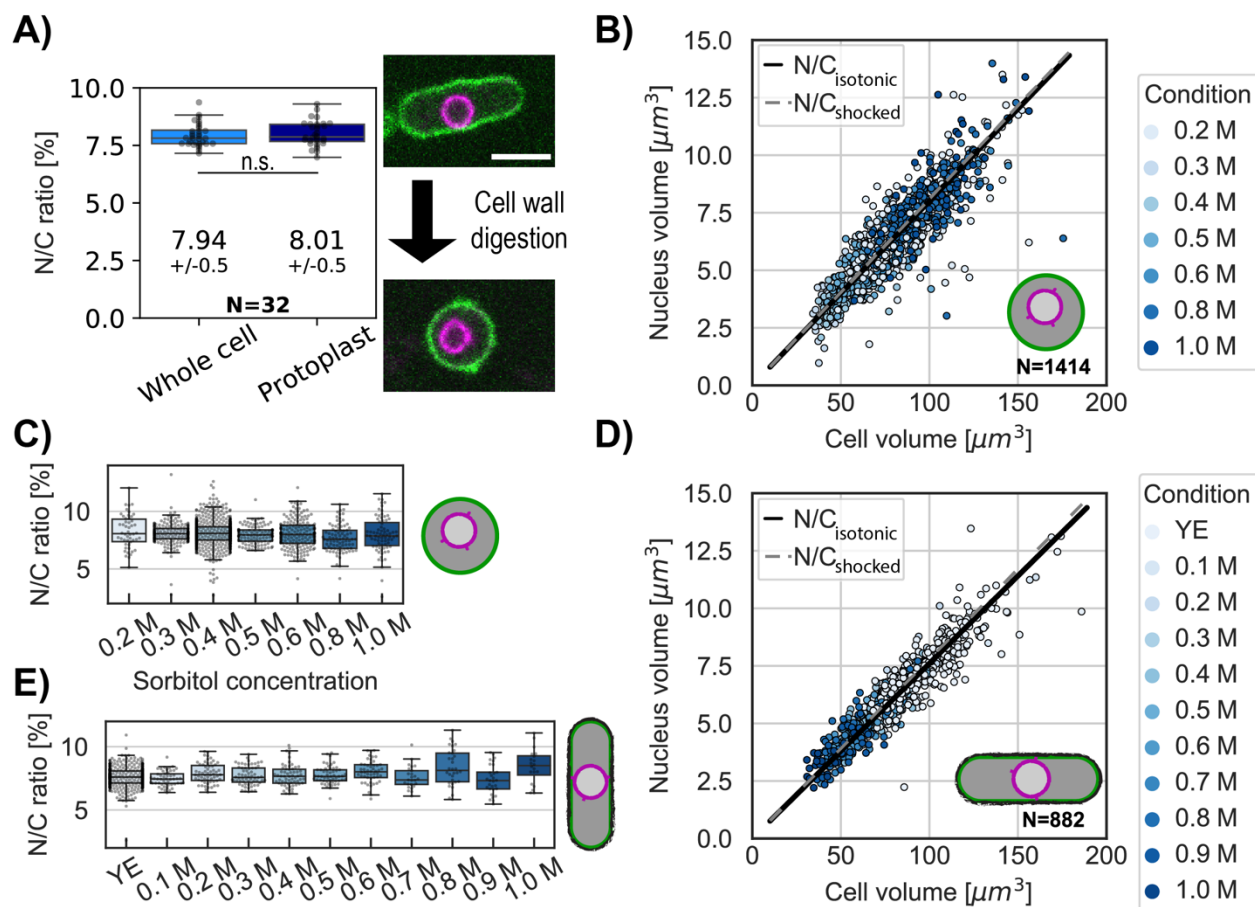 A)
N/C ratio [%]
10.0
7.5
5.0
2.5
0.0
n.s.
7.94
+/-0.5
8.01
+/-0.5
N=32
Whole cell
Protoplast
Cell wall
digestion
B)
Nucleus volume [μm³]
15.0
12.5
10.0
7.5
5.0
2.5
0.0
N/C isotonic
N/C shocked
N=1414
0
50
100
150
200
Cell volume [μm³]
Condition
0.2 M
0.3 M
0.4 M
0.5 M
0.6 M
0.8 M
1.0 M
C)
N/C ratio [%]
10
5
0.2 M
0.3 M
0.4 M
0.5 M
0.6 M
0.8 M
1.0 M
Sorbitol concentration
D)
Nucleus volume [μm³]
15.0
12.5
10.0
7.5
5.0
2.5
0.0
N/C isotonic
N/C shocked
N=882
0
50
100
150
200
Cell volume [μm³]
Condition
YE
0.1 M
0.2 M
0.3 M
0.4 M
0.5 M
0.6 M
0.7 M
0.8 M
0.9 M
1.0 M
E)
N/C ratio [%]
10
5
YE
0.1 M
0.2 M
0.3 M
0.4 M
0.5 M
0.6 M
0.7 M
0.8 M
0.9 M
1.0 M